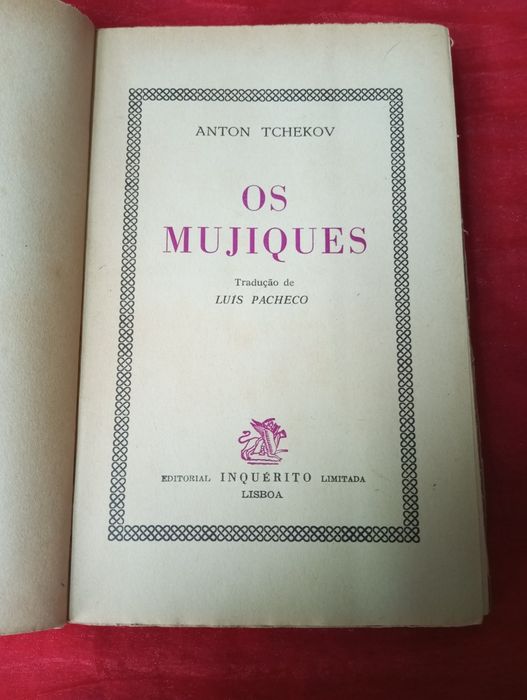 ANTON TCHEKOV
OS
MUJIQUES
Tradução de
LUIS PACHECO
EDITORIAL INQUÉRITO LIMITADA
LISBOA